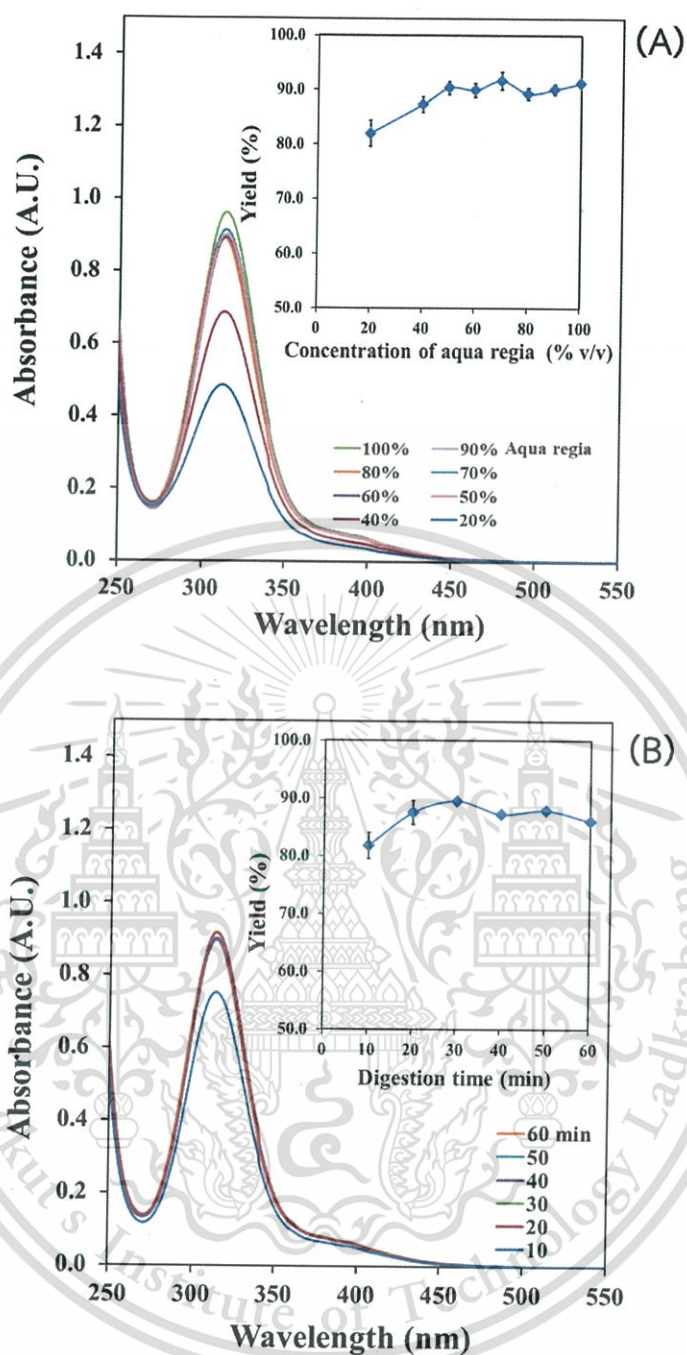 (A)
1.4
1.2
1.0
0.8
0.6
0.4
0.2
0.0
Absorbance (A.U.)
250 300 350 400 450 500 550
Wavelength (nm)
100.0
90.0
80.0
70.0
60.0
50.0
Yield (%)
0 20 40 60 80 100
Concentration of aqua regia (% v/v)
100% 90% Aqua regia
80% 70%
60% 50%
40% 20%
(B)
1.4
1.2
1.0
0.8
0.6
0.4
0.2
0.0
Absorbance (A.U.)
250 300 350 400 450 500 550
Wavelength (nm)
100.0
90.0
80.0
70.0
60.0
50.0
Yield (%)
0 10 20 30 40 50 60
Digestion time (min)
60 min
50
40
30
20
10
kut's Institute of Technology Ladkrabang